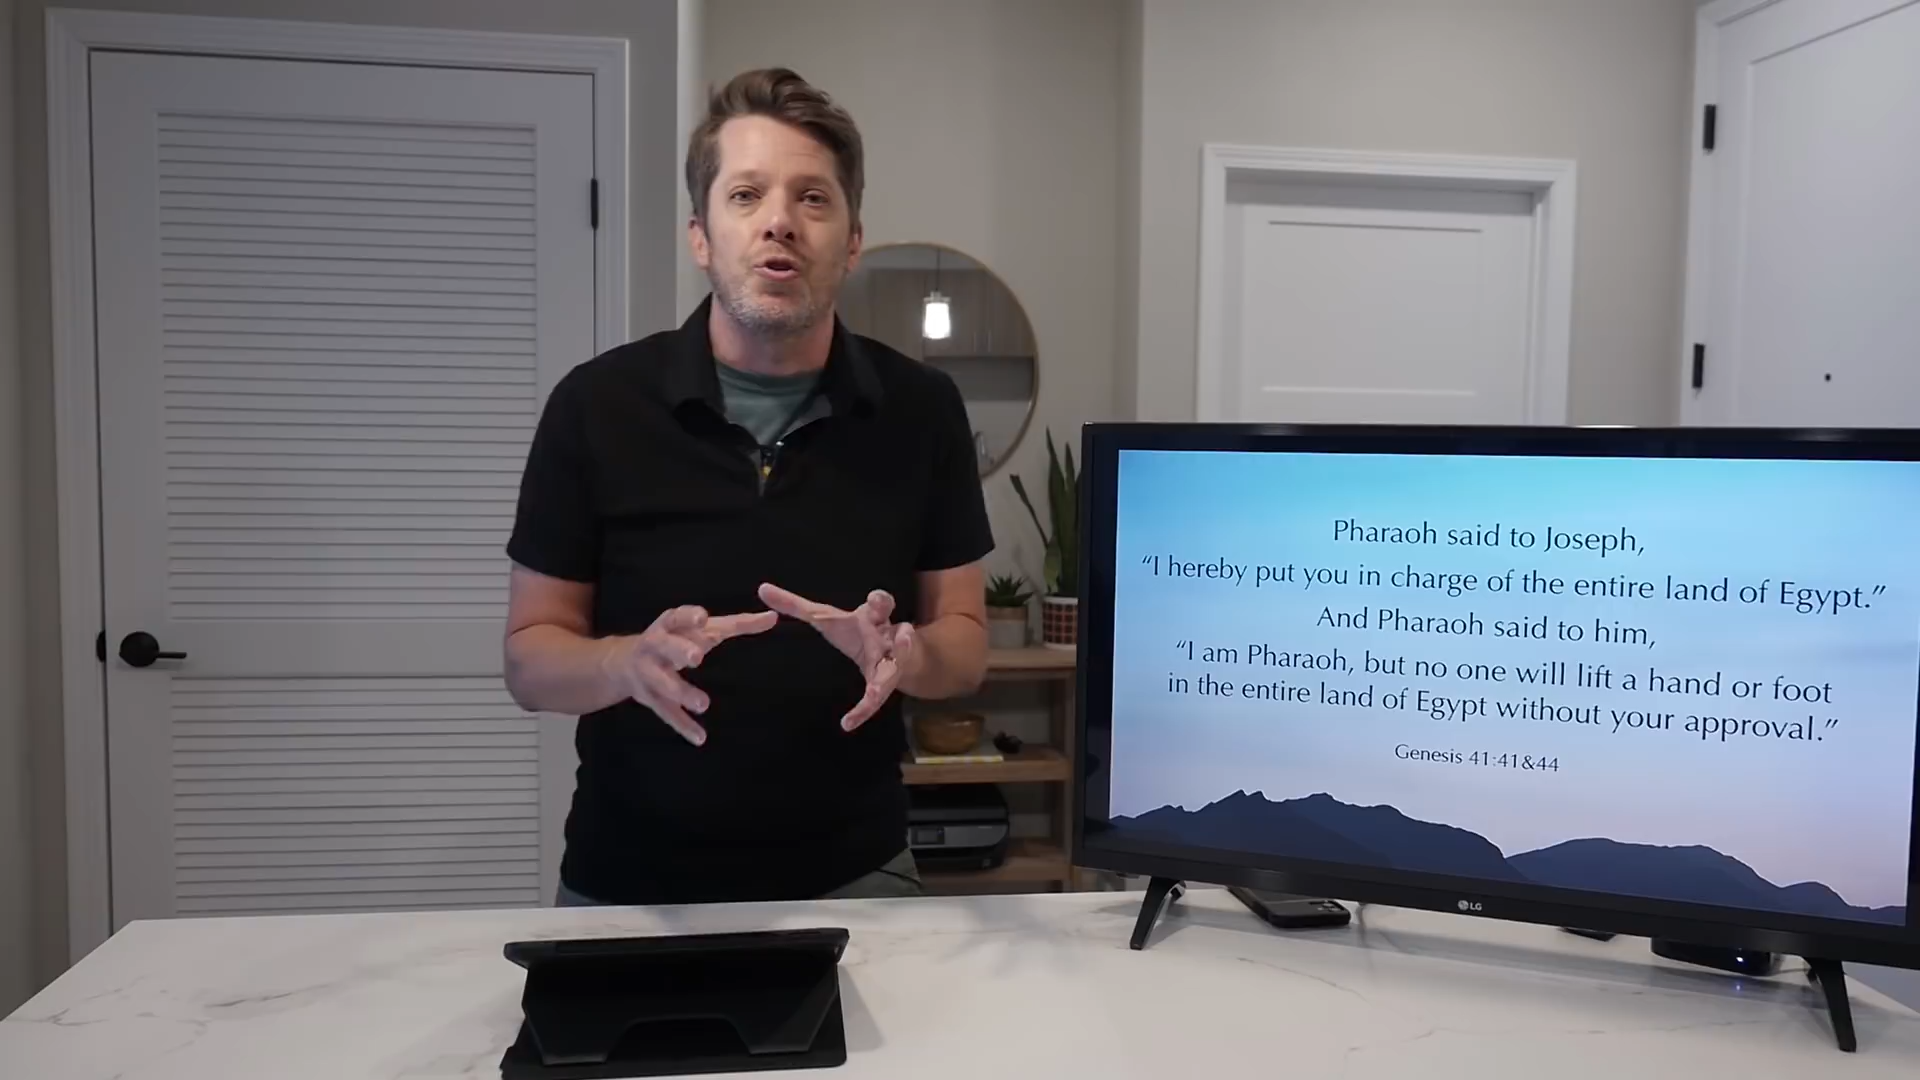 Pharaoh said to Joseph,
“I hereby put you in charge of the entire land of Egypt.”
And Pharaoh said to him,
“I am Pharaoh, but no one will lift a hand or foot
in the entire land of Egypt without your approval.”
Genesis 41:41&44
LG